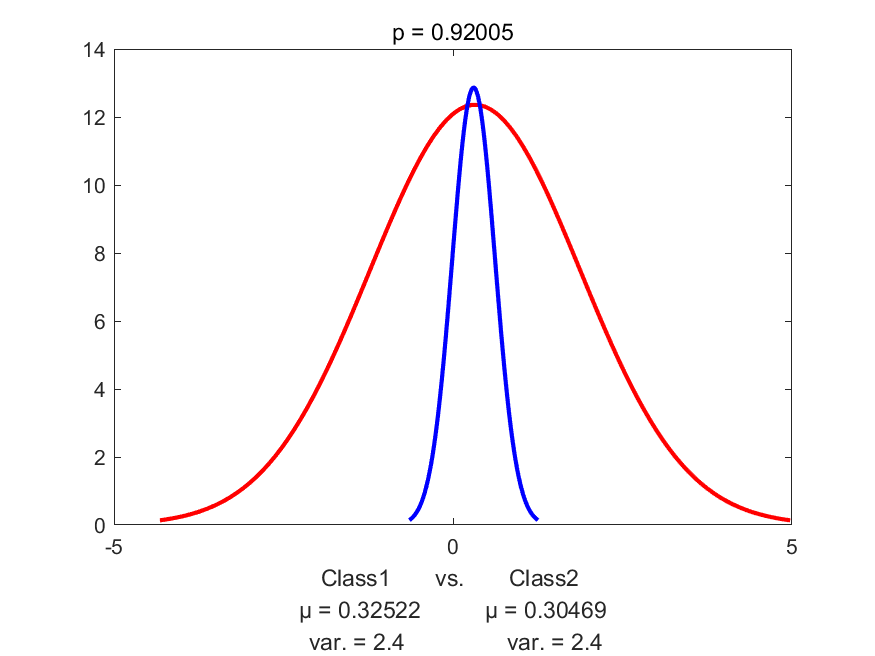 p = 0.92005
14
12
10
8
6
4
2
0
-5 0 5
Class1 vs. Class2
μ = 0.32522 μ = 0.30469
var. = 2.4 var. = 2.4